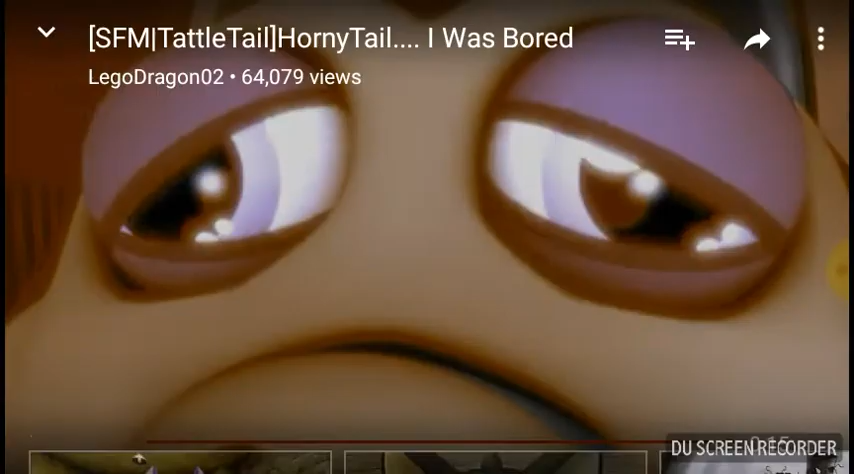 [SFM|TattleTail]HornyTail.... I Was Bored
LegoDragon02 • 64,079 views
DU SCREEN RECORDER